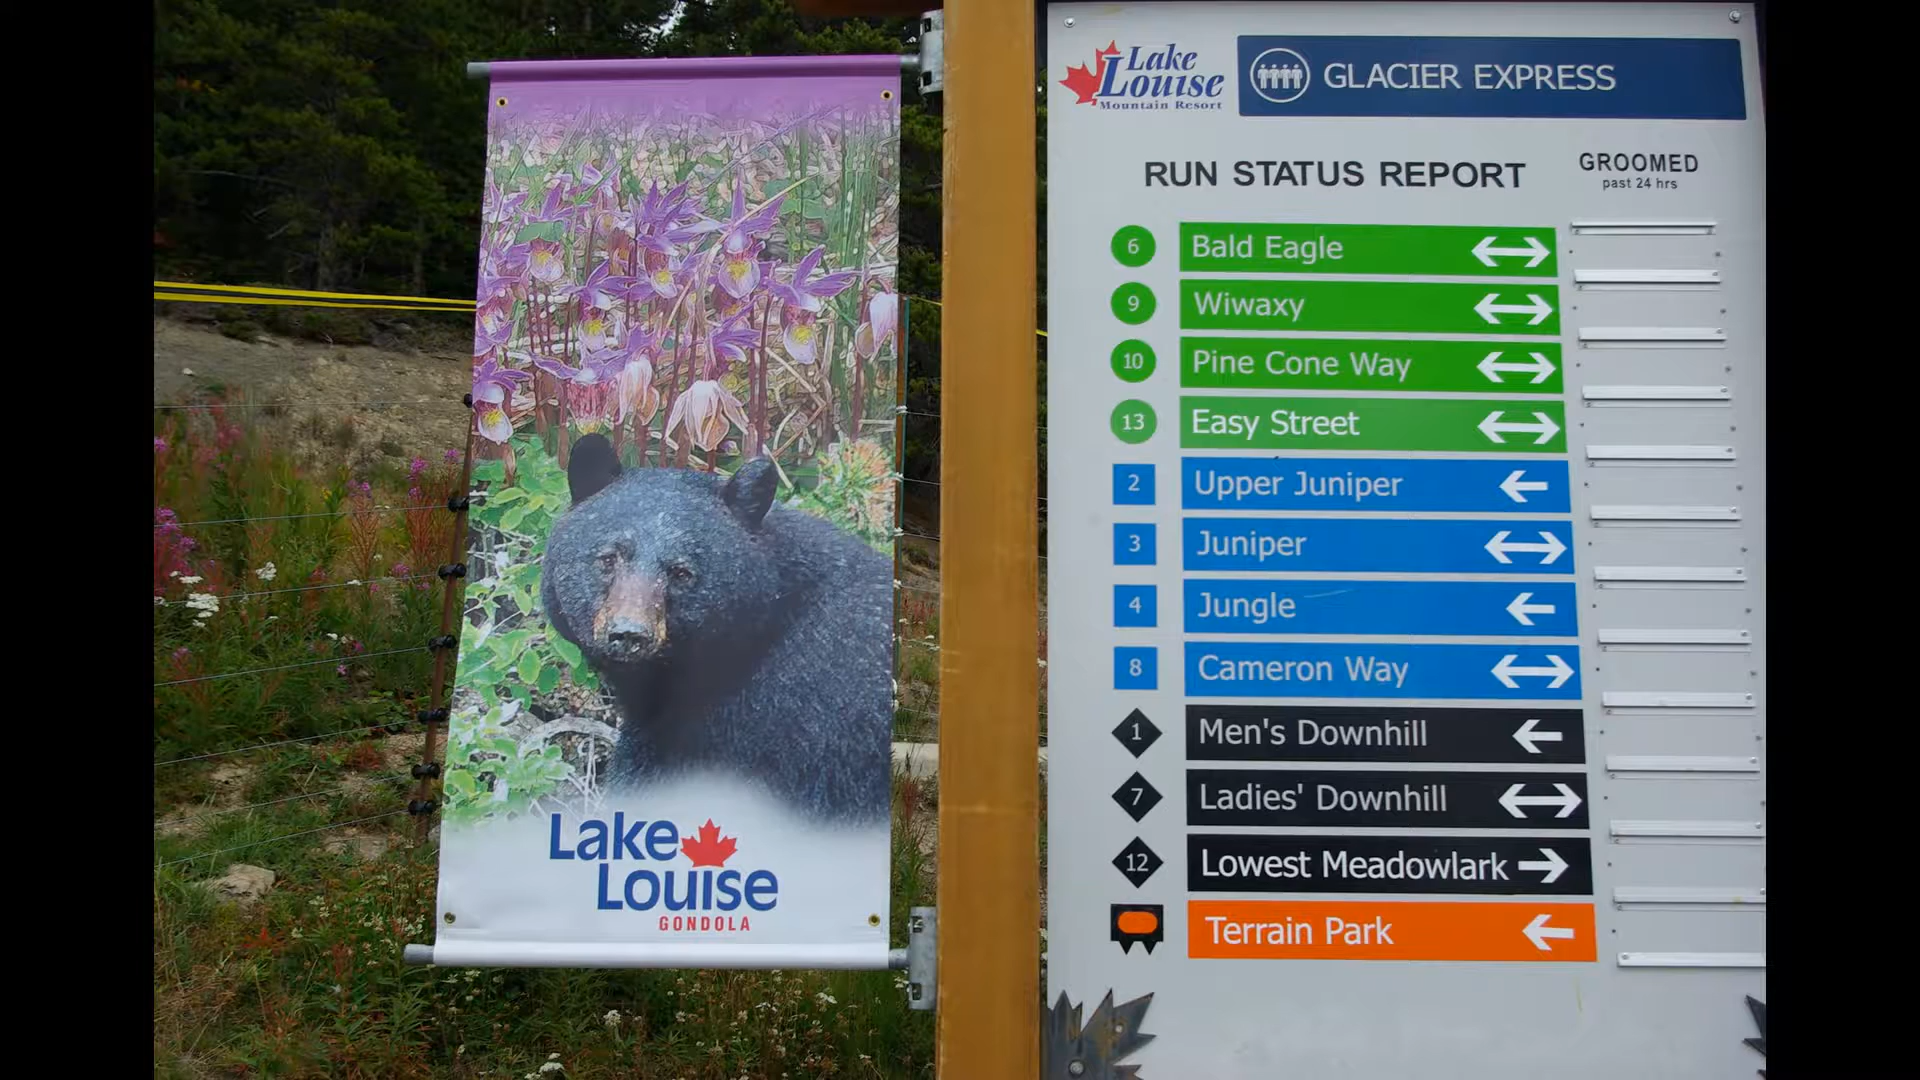 Lake
Louise
GONDOLA
Lake
Louise
Mountain Resort
GLACIER EXPRESS
RUN STATUS REPORT
GROOMED
past 24 hrs
6 Bald Eagle
9 Wiwaxy
10 Pine Cone Way
13 Easy Street
2 Upper Juniper
3 Juniper
4 Jungle
8 Cameron Way
1 Men's Downhill
7 Ladies' Downhill
12 Lowest Meadowlark
Terrain Park